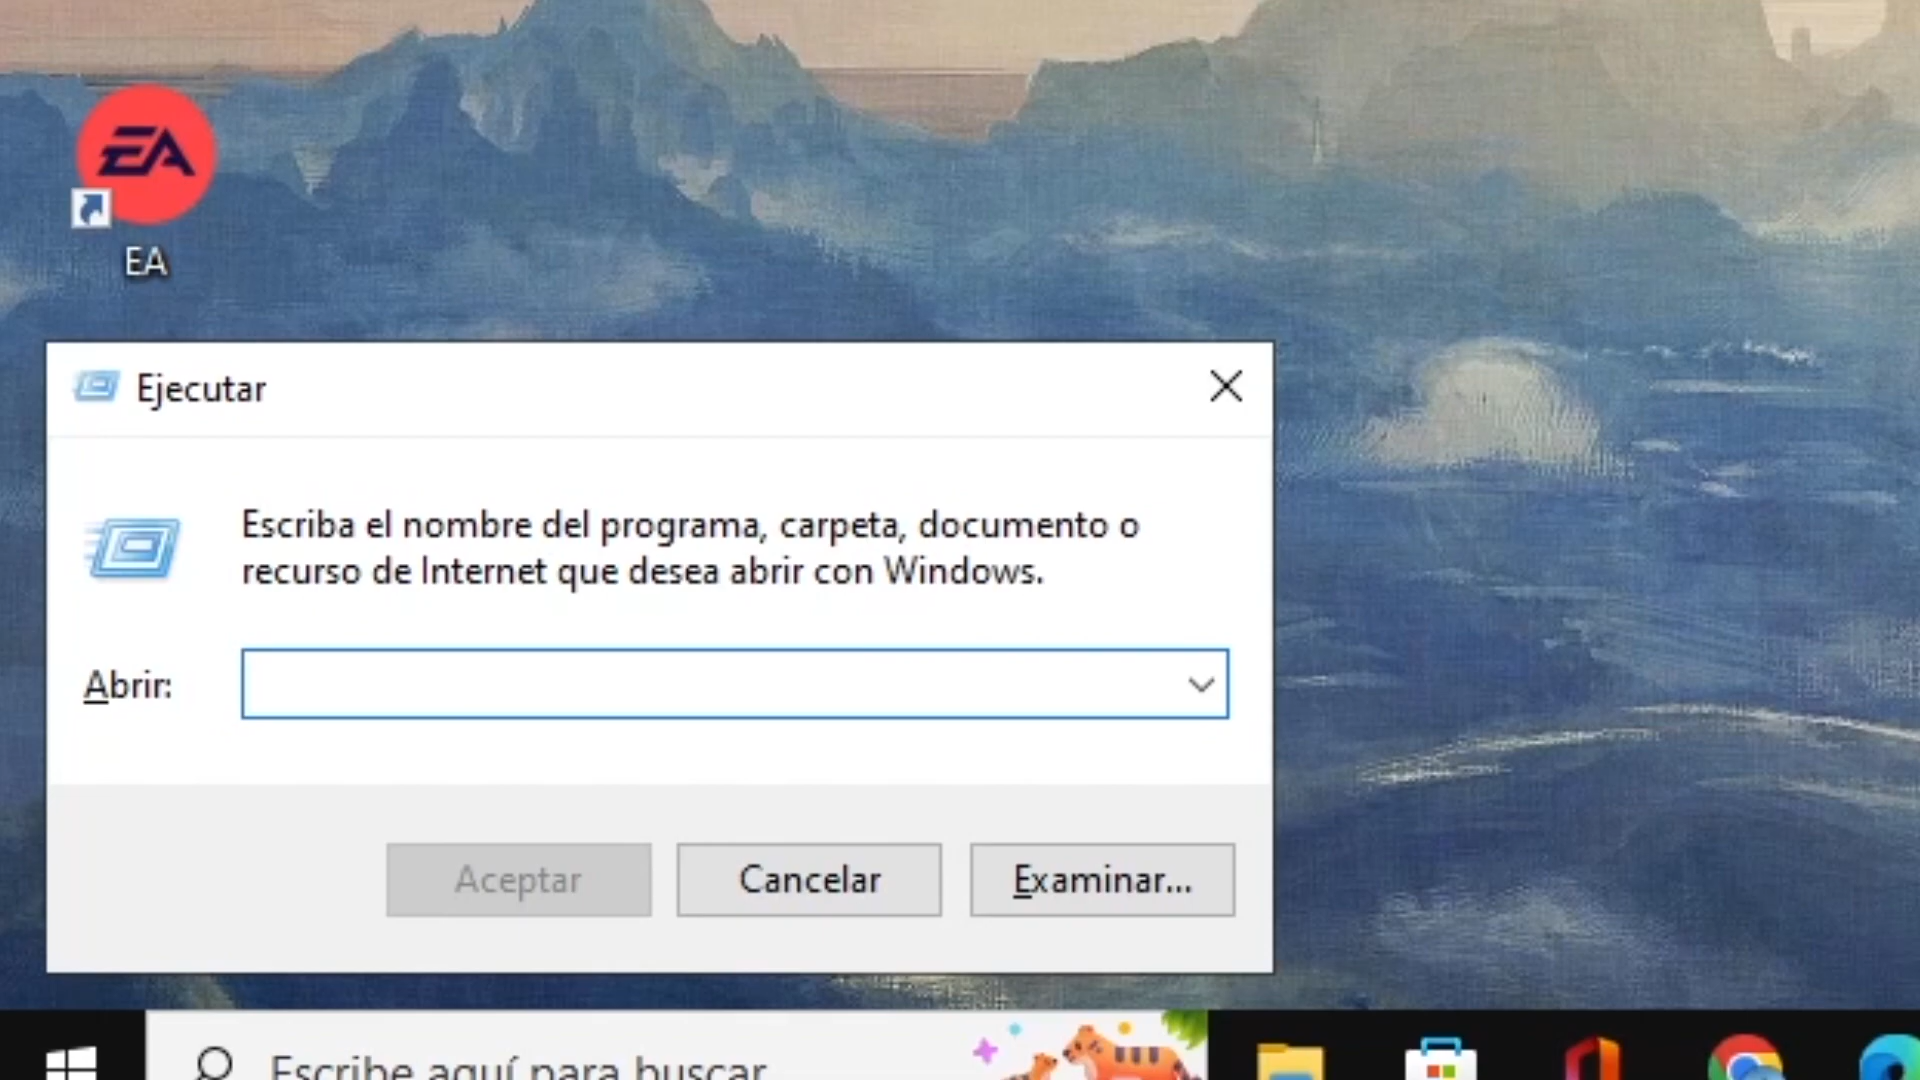 EA
EA
Ejecutar
Escriba el nombre del programa, carpeta, documento o
recurso de Internet que desea abrir con Windows.
Abrir:
Aceptar
Cancelar
Examinar...
Escribe aquí para buscar